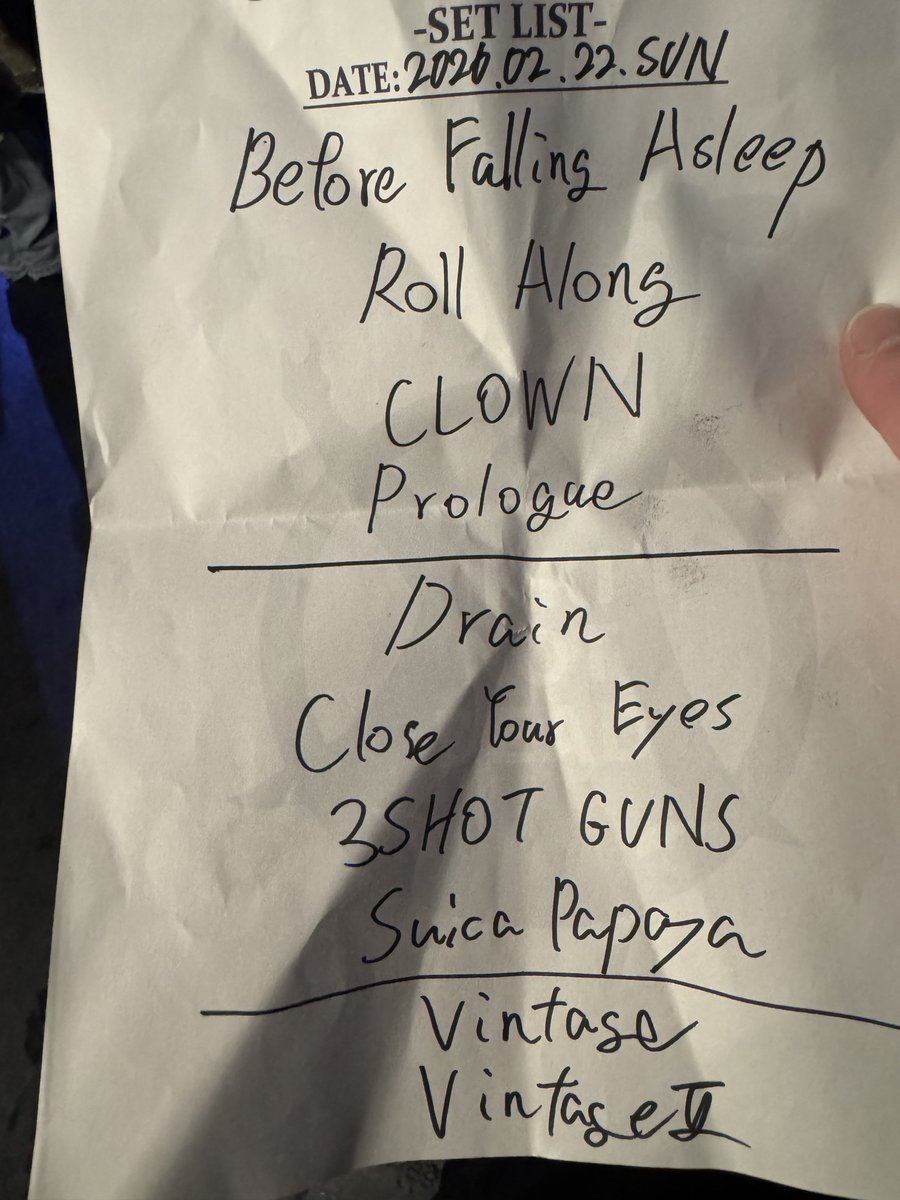 -SET LIST-
DATE: 2026.02.22.SUN
Before Falling Asleep
Roll Along
CLOWN
Prologue
Drain
Close Your Eyes
3SHOT GUNS
Suica Papaya
Vintage
Vintage II